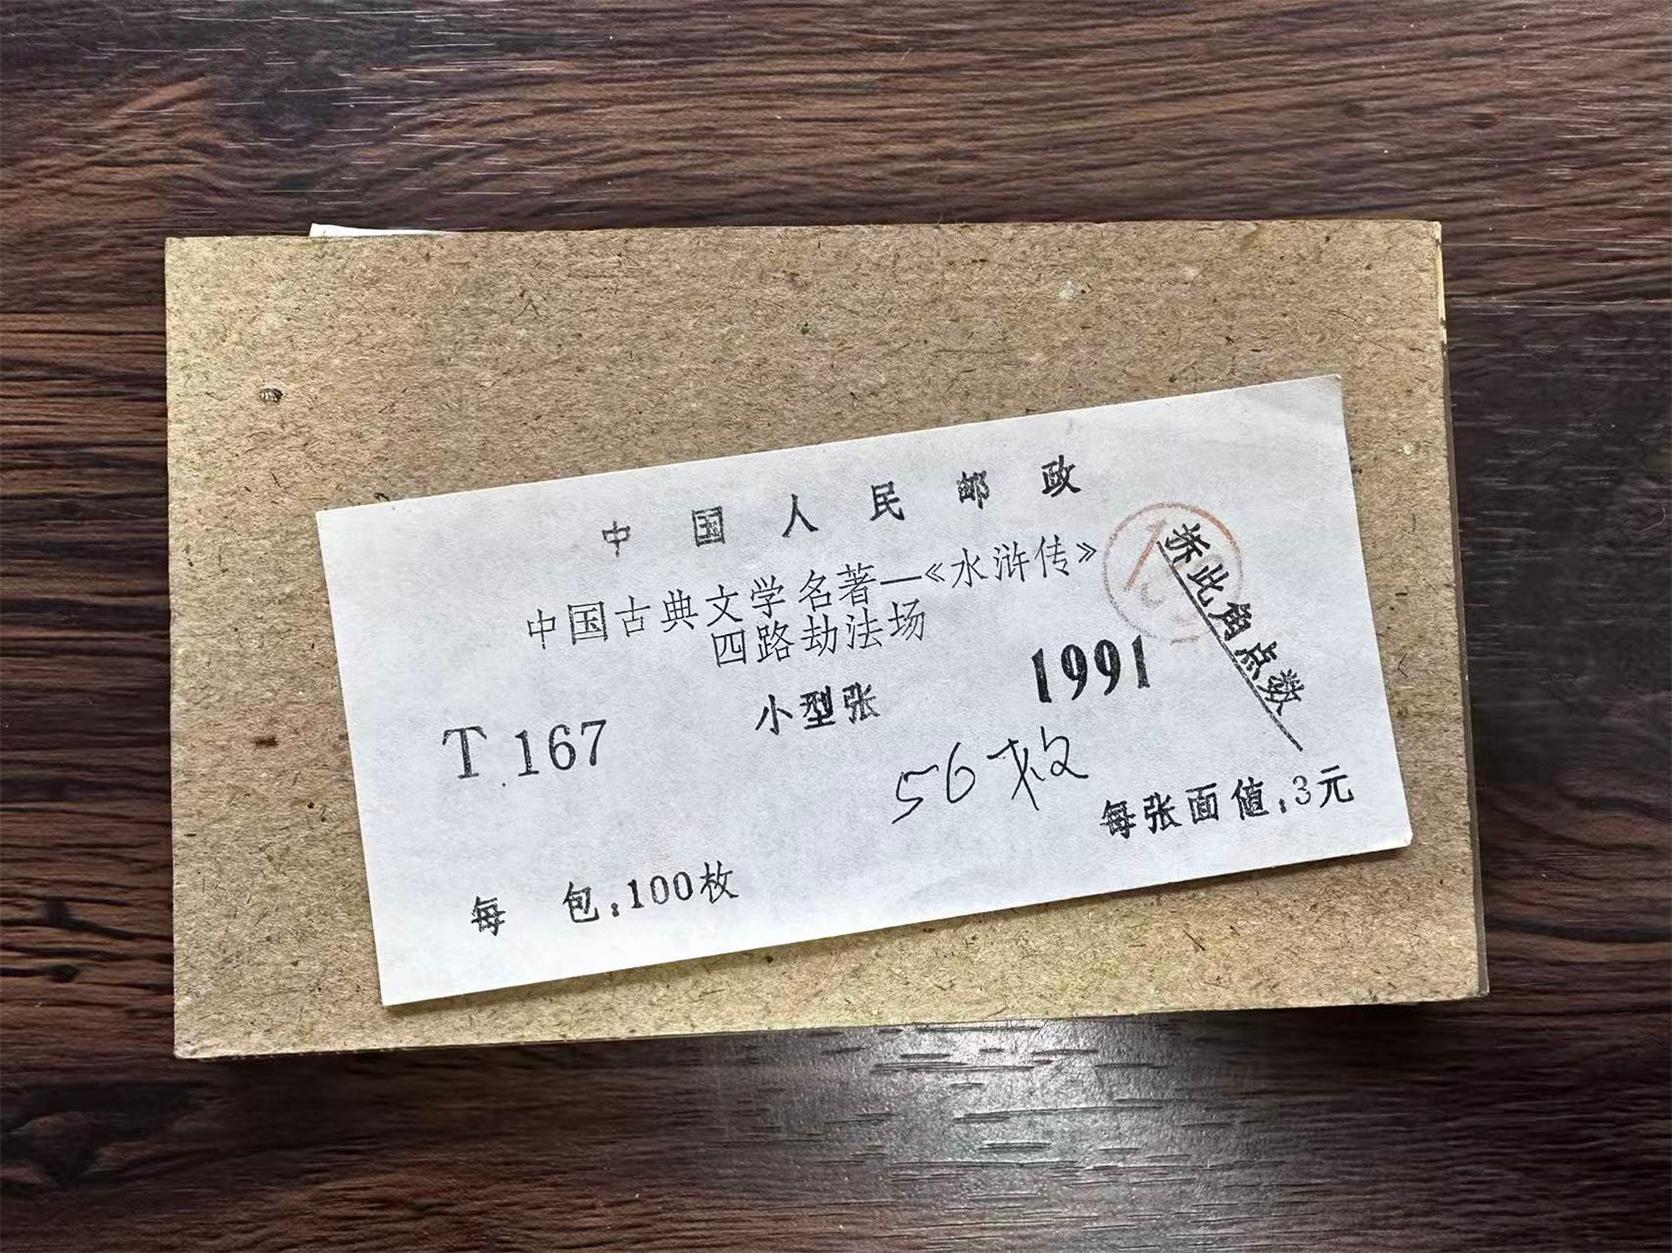 中国人民邮政
中国古典文学名著—《水浒传》
四路劫法场
小型张
1991
拆此角点数
T 167
56枚
每张面值:3元
每 包:100枚